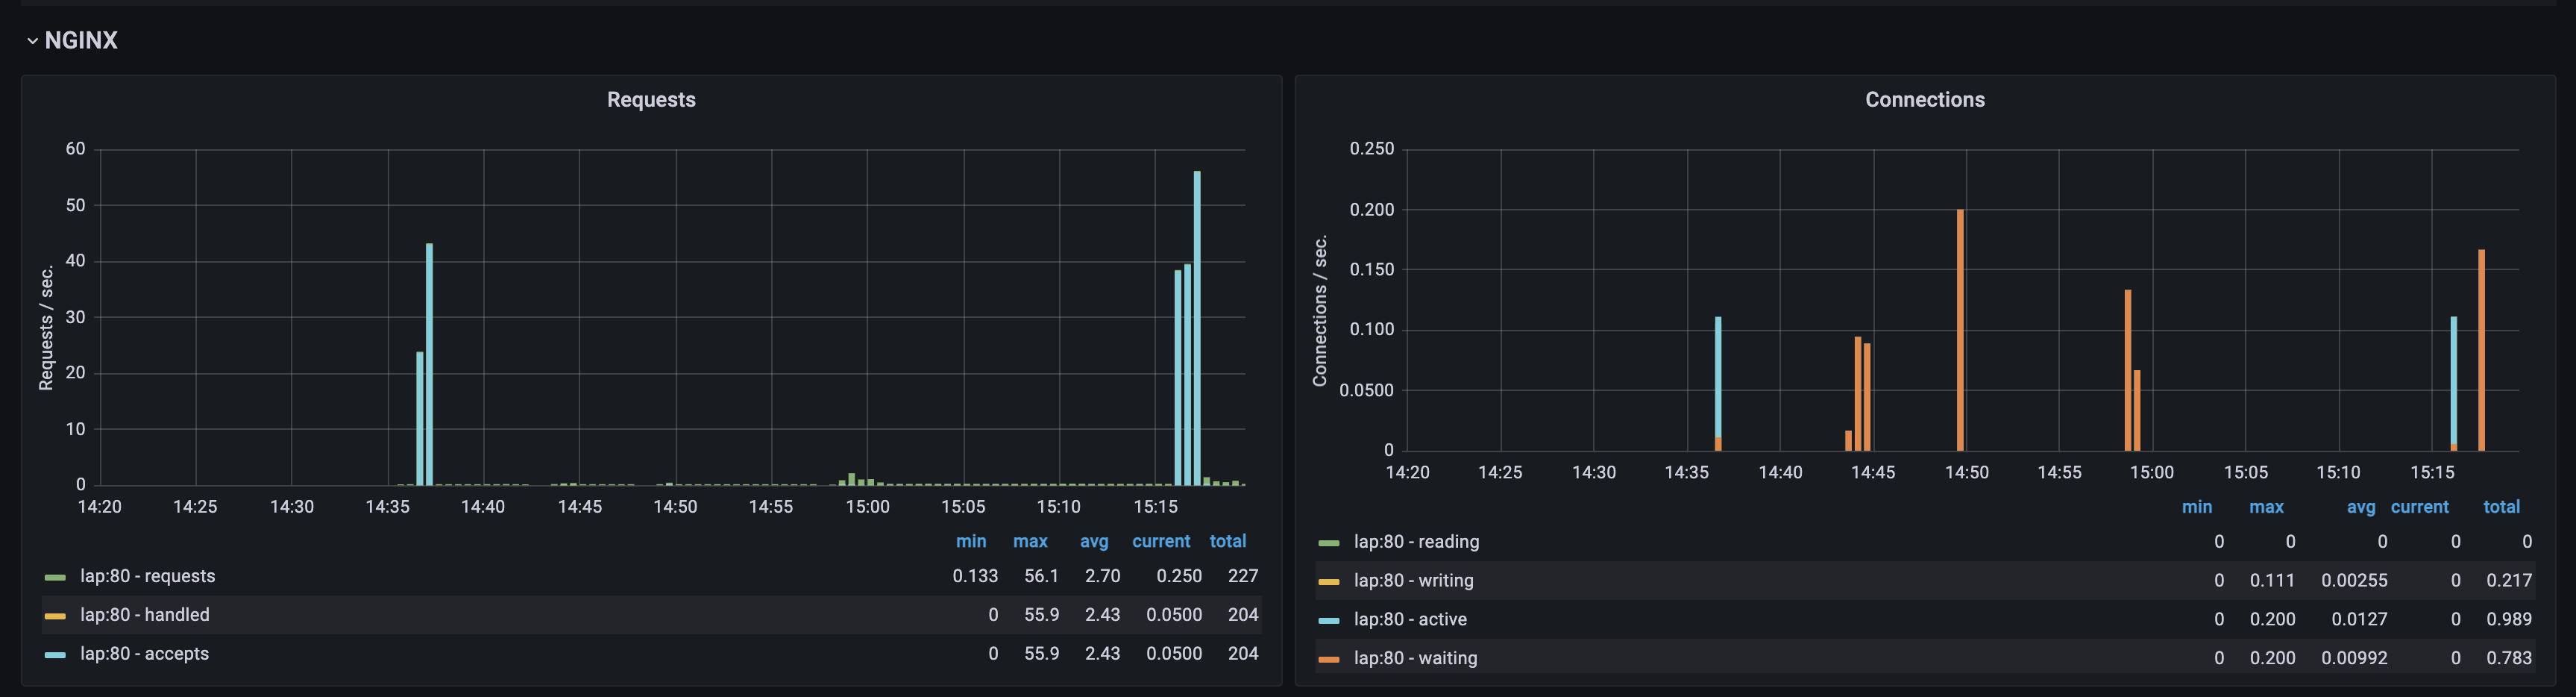 NGINX
Requests
Requests / sec.
60
50
40
30
20
10
0
14:20 14:25 14:30 14:35 14:40 14:45 14:50 14:55 15:00 15:05 15:10 15:15
min max avg current total
lap:80 - requests 0.133 56.1 2.70 0.250 227
lap:80 - handled 0 55.9 2.43 0.0500 204
lap:80 - accepts 0 55.9 2.43 0.0500 204
Connections
Connections / sec.
0.250
0.200
0.150
0.100
0.0500
0
14:20 14:25 14:30 14:35 14:40 14:45 14:50 14:55 15:00 15:05 15:10 15:15
min max avg current total
lap:80 - reading 0 0 0 0 0
lap:80 - writing 0 0.111 0.00255 0 0.217
lap:80 - active 0 0.200 0.0127 0 0.989
lap:80 - waiting 0 0.200 0.00992 0 0.783